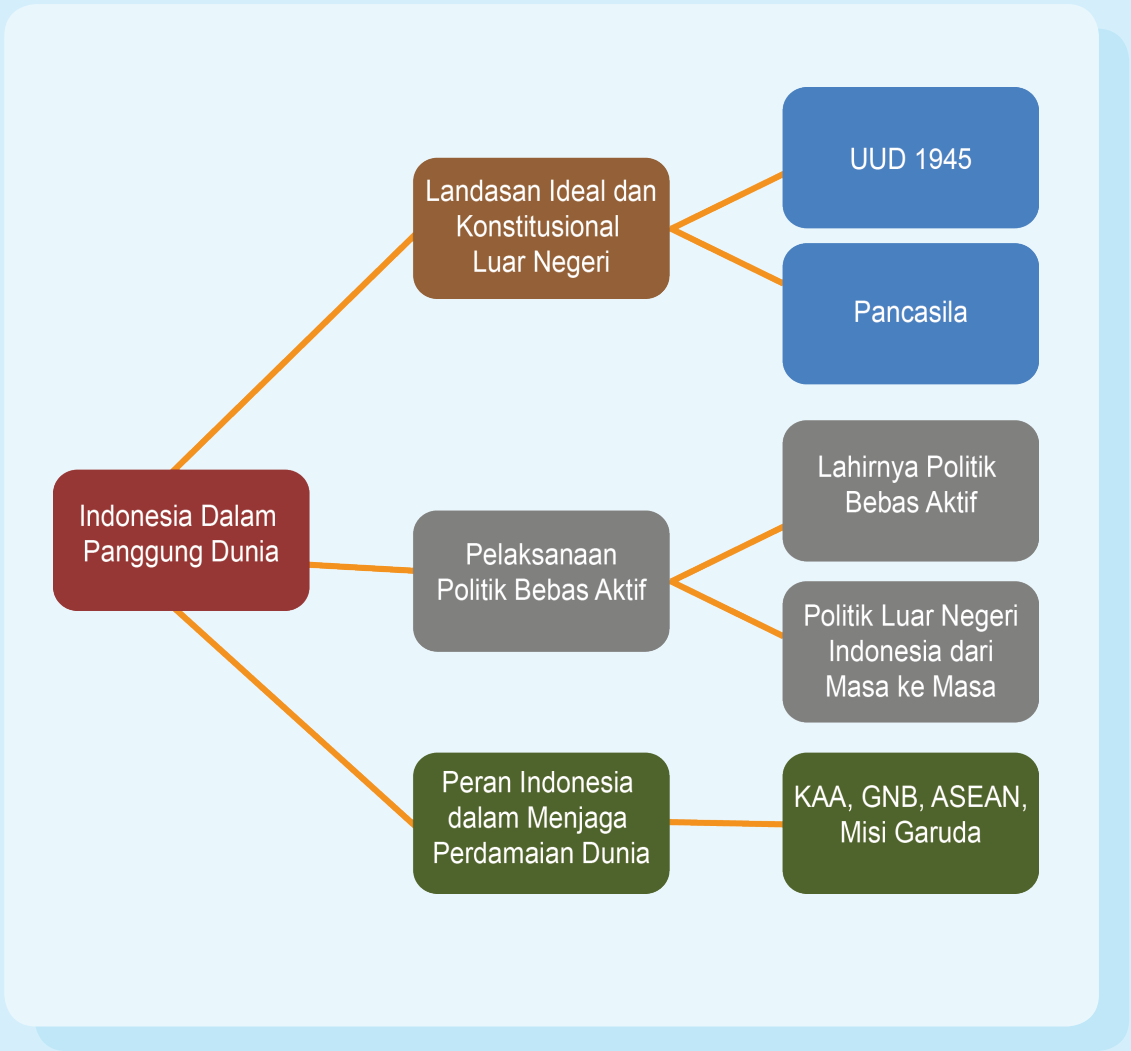 Indonesia Dalam
Panggung Dunia
Landasan Ideal dan
Konstitusional
Luar Negeri
UUD 1945
Pancasila
Pelaksanaan
Politik Bebas Aktif
Lahirnya Politik
Bebas Aktif
Politik Luar Negeri
Indonesia dari
Masa ke Masa
Peran Indonesia
dalam Menjaga
Perdamaian Dunia
KAA, GNB, ASEAN,
Misi Garuda